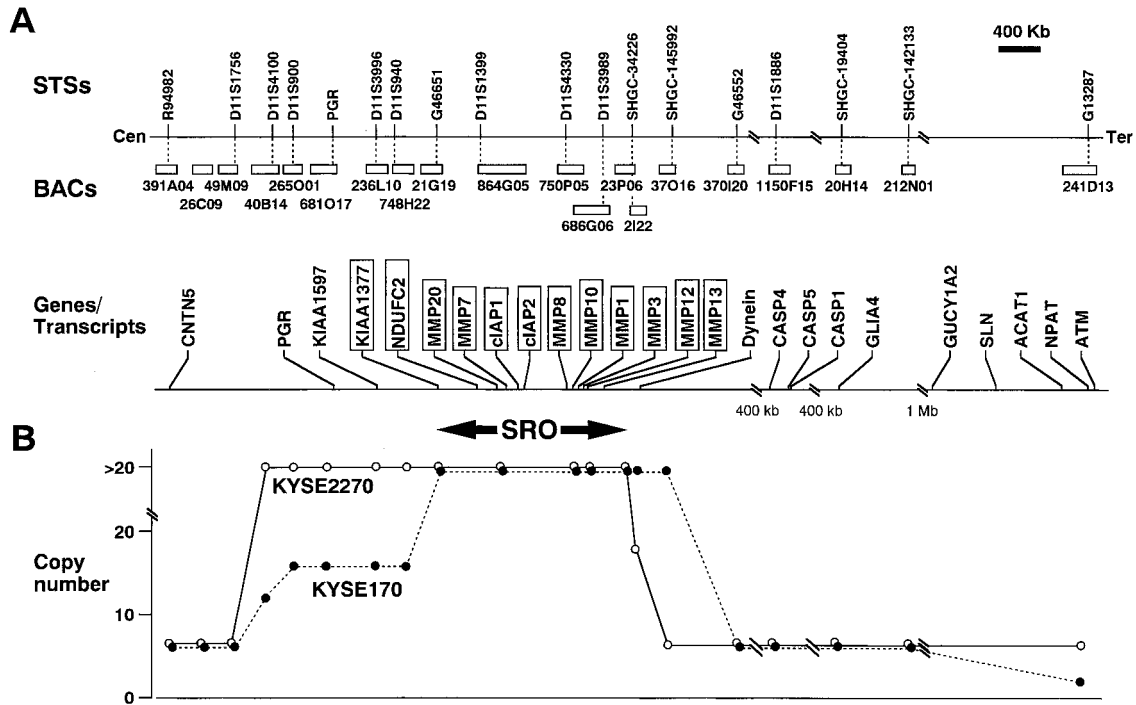 A
400 Kb
STSs
R94982
D11S1756
D11S4100
D11S900
PGR
D11S3996
D11S940
G46651
D11S1399
D11S4330
D11S3989
SHGC-34226
SHGC-145992
G46552
D11S1886
SHGC-19404
SHGC-142133
G13287
Cen
Ter
BACs
391A04
26C09
49M09
40B14
265O01
681O17
236L10
748H22
21G19
864G05
750P05
686G06
23P06
2I22
37O16
370I20
1150F15
20H14
212N01
241D13
Genes/
Transcripts
CNTN5
PGR
KIAA1597
KIAA1377
NDUFC2
MMP20
MMP7
cIAP1
cIAP2
MMP8
MMP10
MMP1
MMP3
MMP12
MMP13
Dynein
CASP4
CASP5
CASP1
GLIA4
GUCY1A2
SLN
ACAT1
NPAT
ATM
400 kb
400 kb
1 Mb
B
SRO
>20
KYSE2270
20
Copy
number
KYSE170
10
0